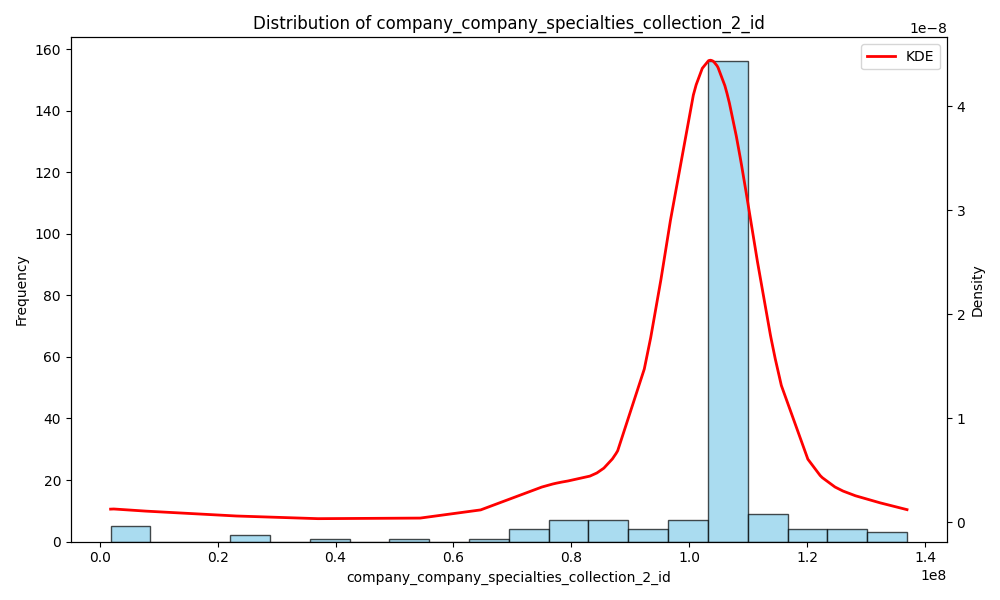 Distribution of company_company_specialties_collection_2_id
1e−8
KDE
160
140
120
100
80
60
40
20
0
Frequency
4
3
2
1
0
Density
0.0 0.2 0.4 0.6 0.8 1.0 1.2 1.4
1e8
company_company_specialties_collection_2_id